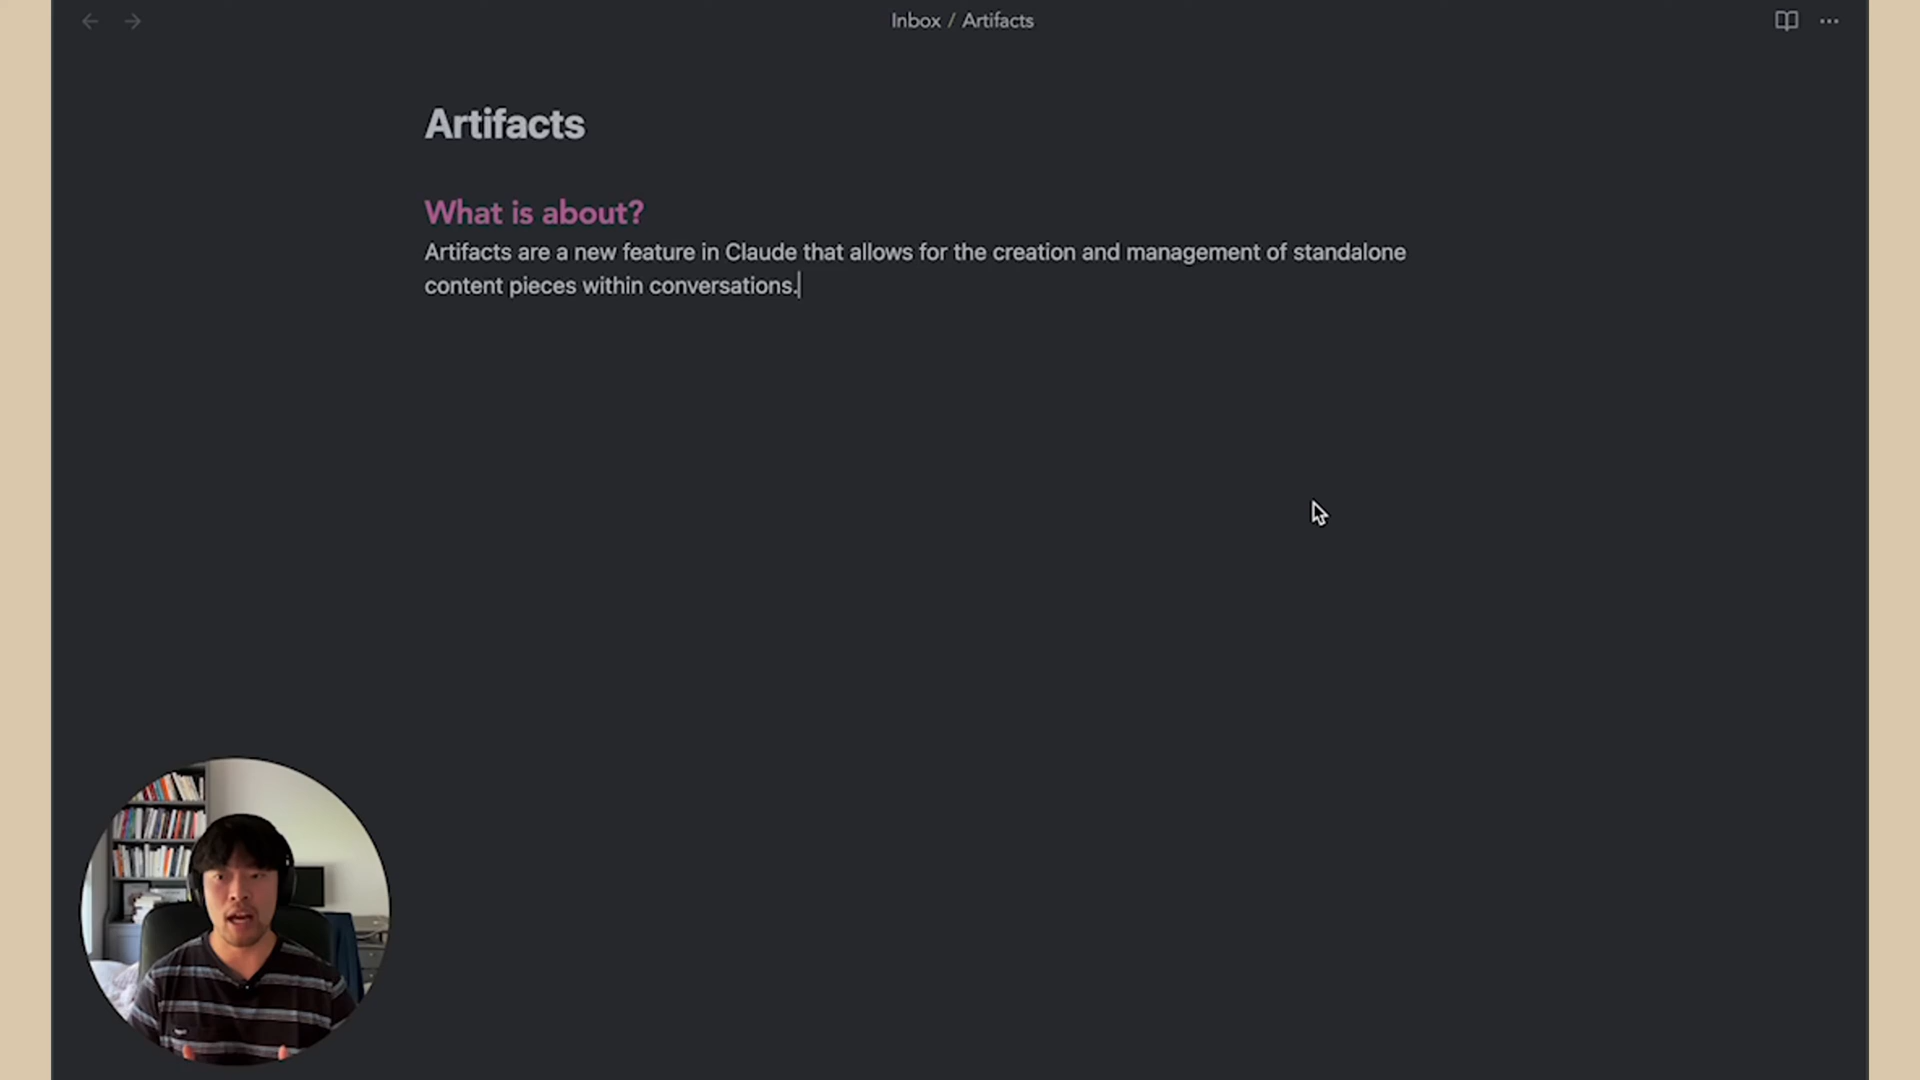 Inbox / Artifacts
Artifacts
What is about?
Artifacts are a new feature in Claude that allows for the creation and management of standalone
content pieces within conversations.